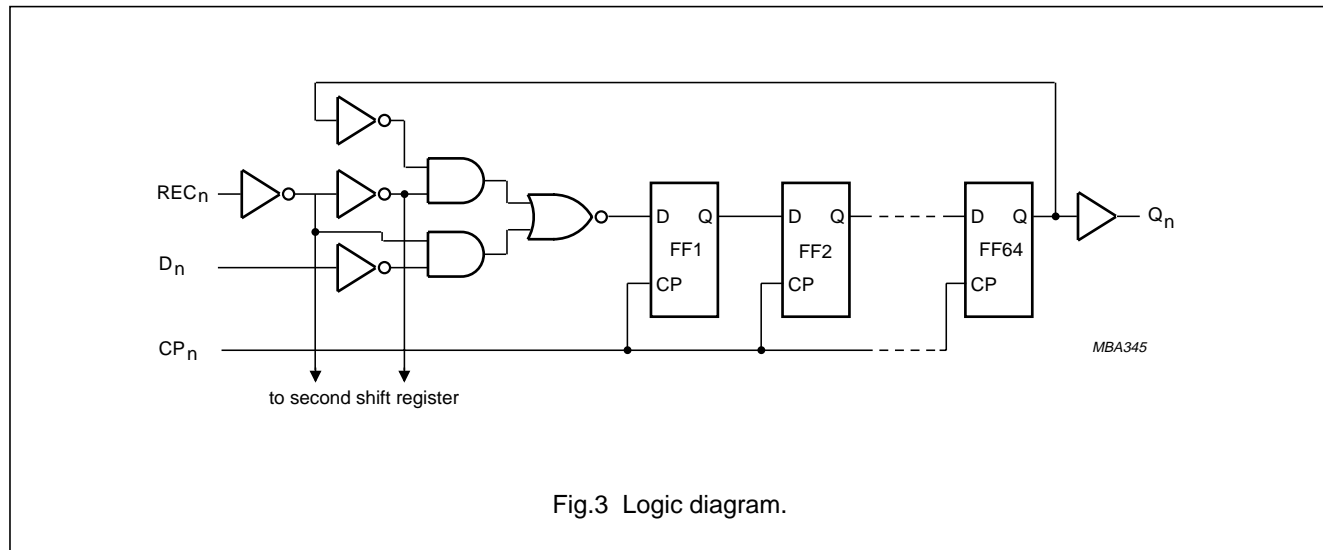 RECn
Dn
CPn
D Q
FF1
CP
D Q
FF2
CP
D Q
FF64
CP
Qn
to second shift register
MBA345
Fig.3 Logic diagram.